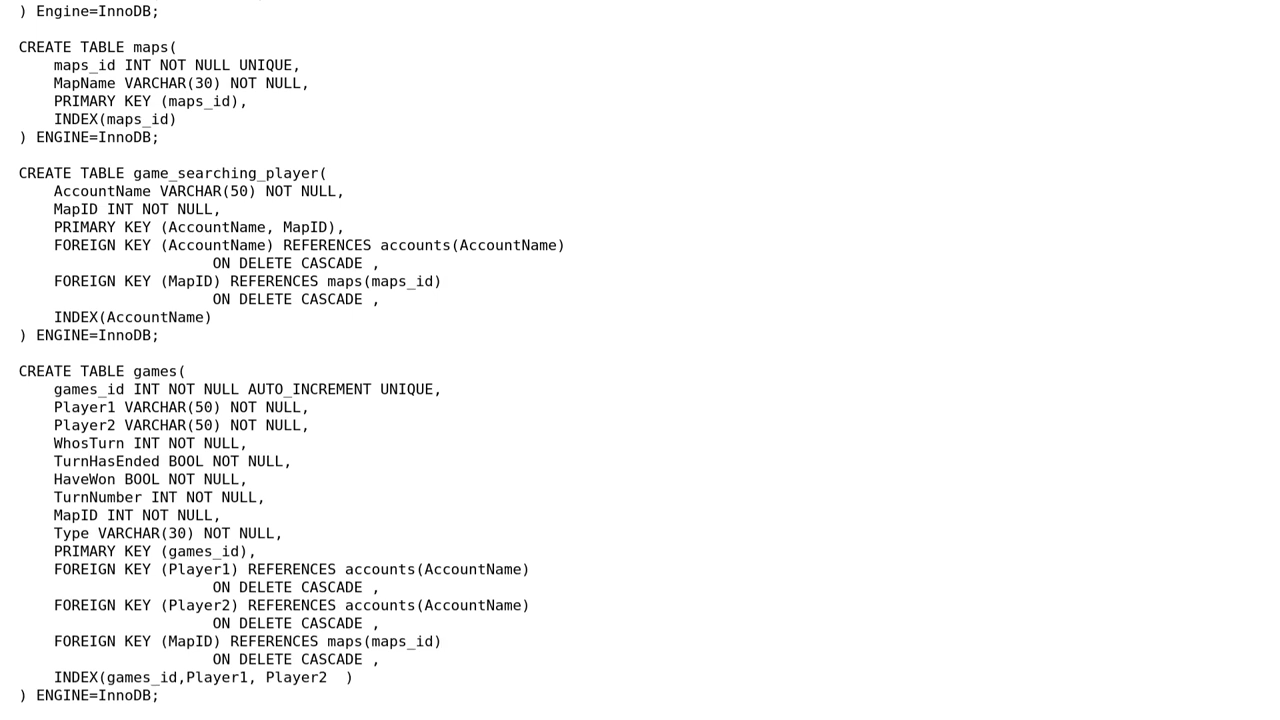 ) Engine=InnoDB;

CREATE TABLE maps(
    maps_id INT NOT NULL UNIQUE,
    MapName VARCHAR(30) NOT NULL,
    PRIMARY KEY (maps_id),
    INDEX(maps_id)
) ENGINE=InnoDB;

CREATE TABLE game_searching_player(
    AccountName VARCHAR(50) NOT NULL,
    MapID INT NOT NULL,
    PRIMARY KEY (AccountName, MapID),
    FOREIGN KEY (AccountName) REFERENCES accounts(AccountName)
                      ON DELETE CASCADE ,
    FOREIGN KEY (MapID) REFERENCES maps(maps_id)
                      ON DELETE CASCADE ,
    INDEX(AccountName)
) ENGINE=InnoDB;

CREATE TABLE games(
    games_id INT NOT NULL AUTO_INCREMENT UNIQUE,
    Player1 VARCHAR(50) NOT NULL,
    Player2 VARCHAR(50) NOT NULL,
    WhosTurn INT NOT NULL,
    TurnHasEnded BOOL NOT NULL,
    HaveWon BOOL NOT NULL,
    TurnNumber INT NOT NULL,
    MapID INT NOT NULL,
    Type VARCHAR(30) NOT NULL,
    PRIMARY KEY (games_id),
    FOREIGN KEY (Player1) REFERENCES accounts(AccountName)
                      ON DELETE CASCADE ,
    FOREIGN KEY (Player2) REFERENCES accounts(AccountName)
                      ON DELETE CASCADE ,
    FOREIGN KEY (MapID) REFERENCES maps(maps_id)
                      ON DELETE CASCADE ,
    INDEX(games_id,Player1, Player2  )
) ENGINE=InnoDB;